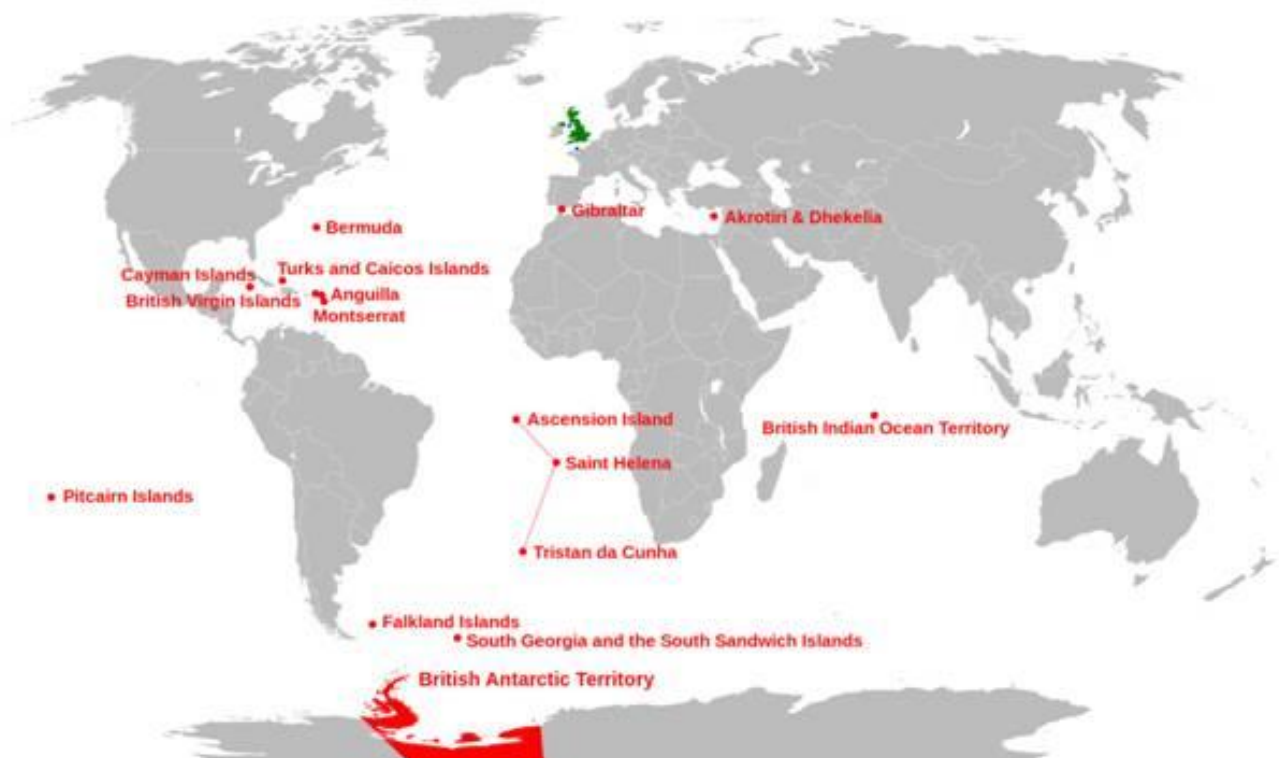 Gibraltar
Akrotiri & Dhekelia
Bermuda
Cayman Islands
Turks and Caicos Islands
British Virgin Islands
Anguilla
Montserrat
Ascension Island
British Indian Ocean Territory
Saint Helena
Pitcairn Islands
Tristan da Cunha
Falkland Islands
South Georgia and the South Sandwich Islands
British Antarctic Territory